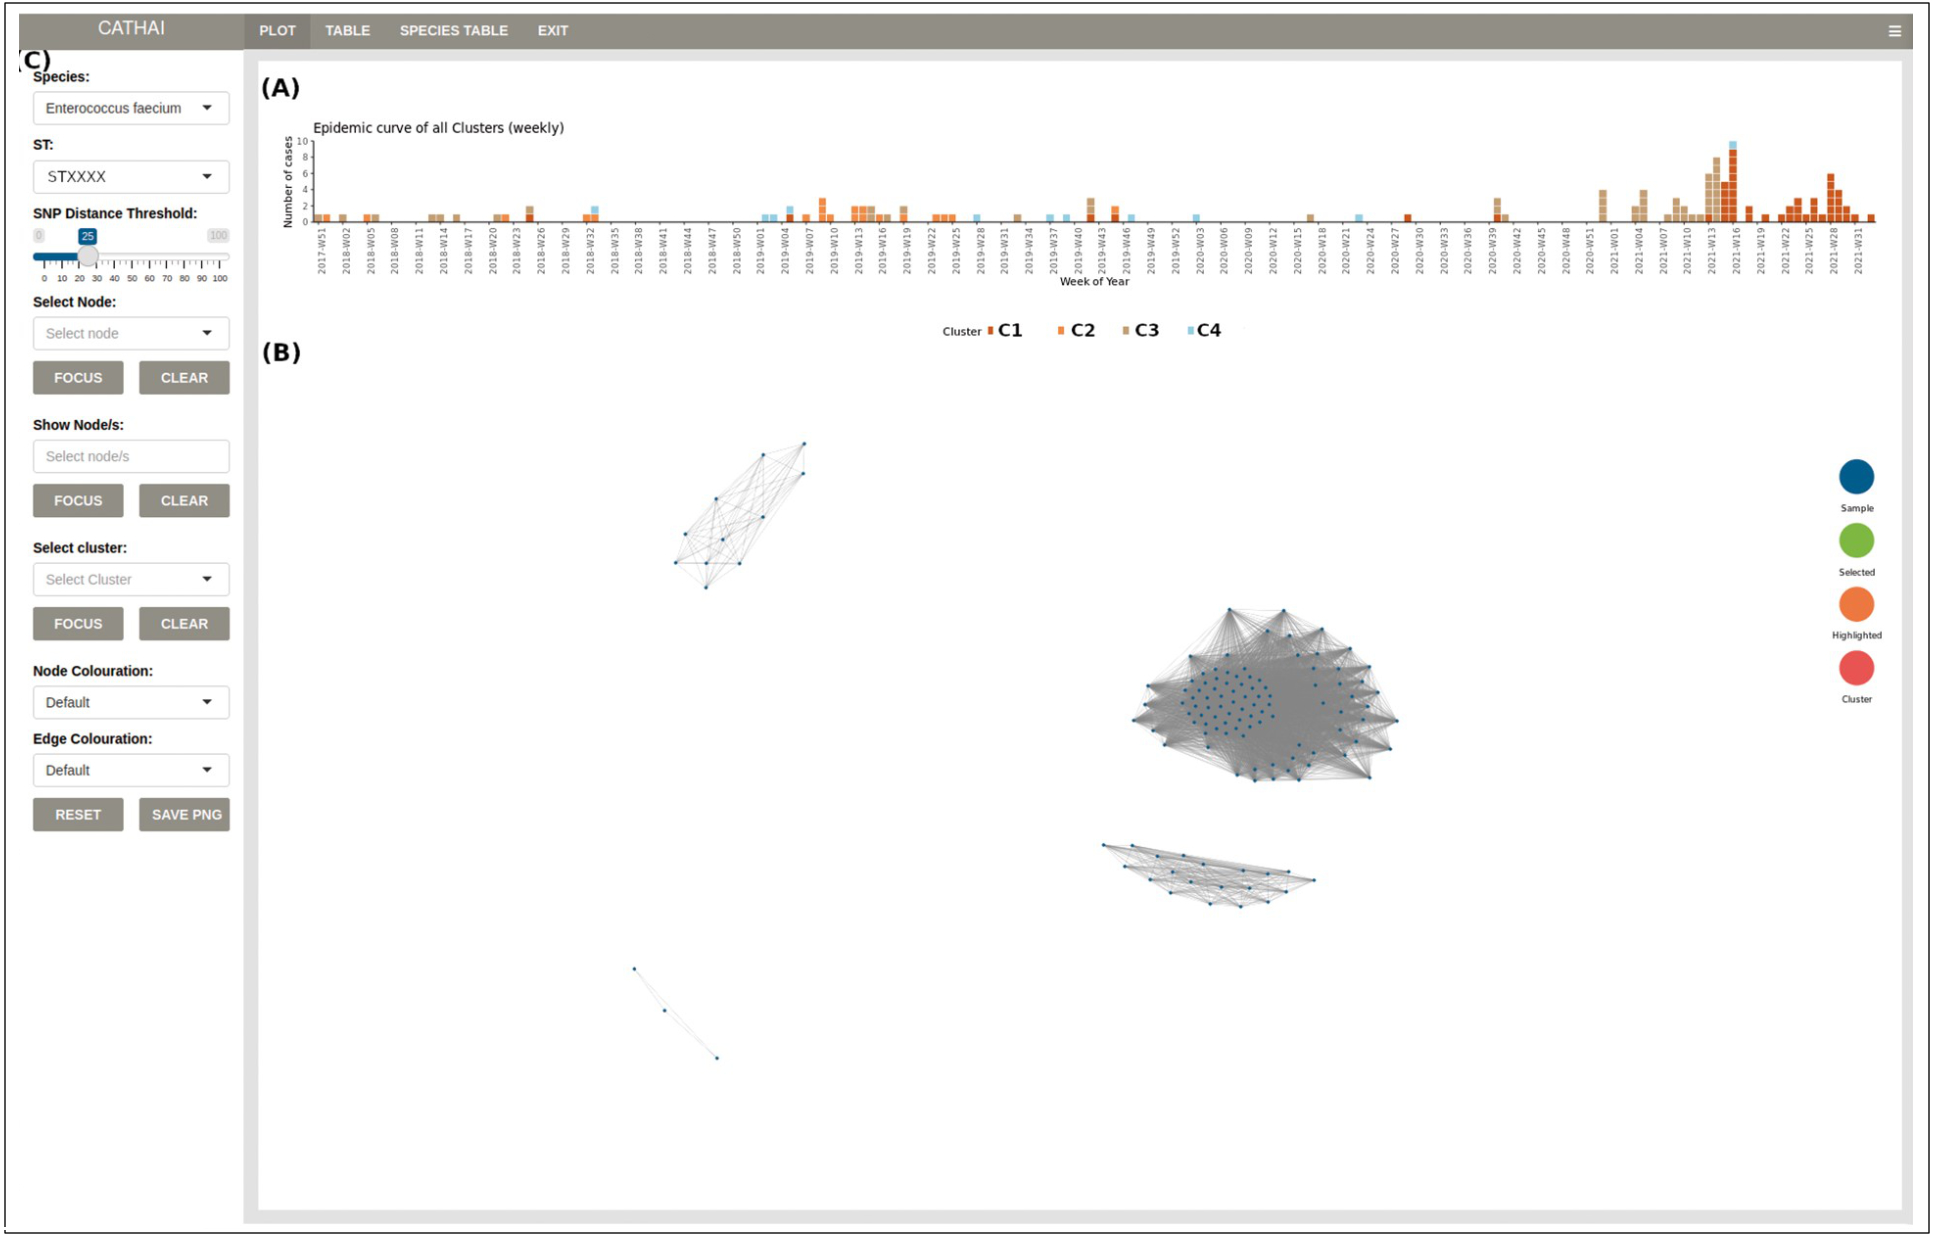 CATHAI
PLOT TABLE SPECIES TABLE EXIT
(C)
Species:
Enterococcus faecium
ST:
STXXXX
SNP Distance Threshold:
0 25 100
0 10 20 30 40 50 60 70 80 90 100
Select Node:
Select node
FOCUS CLEAR
Show Node/s:
Select node/s
FOCUS CLEAR
Select cluster:
Select Cluster
FOCUS CLEAR
Node Colouration:
Default
Edge Colouration:
Default
RESET SAVE PNG
(A)
Epidemic curve of all Clusters (weekly)
Number of cases
10
8
6
4
2
0
2017-W51
2018-W02
2018-W05
2018-W08
2018-W11
2018-W14
2018-W17
2018-W20
2018-W23
2018-W26
2018-W29
2018-W32
2018-W35
2018-W38
2018-W41
2018-W44
2018-W47
2018-W50
2019-W01
2019-W04
2019-W07
2019-W10
2019-W13
2019-W16
2019-W19
2019-W22
2019-W25
2019-W28
2019-W31
2019-W34
2019-W37
2019-W40
2019-W43
2019-W46
2019-W49
2019-W52
2020-W03
2020-W06
2020-W09
2020-W12
2020-W15
2020-W18
2020-W21
2020-W24
2020-W27
2020-W30
2020-W33
2020-W36
2020-W39
2020-W42
2020-W45
2020-W48
2020-W51
2021-W01
2021-W04
2021-W07
2021-W10
2021-W13
2021-W16
2021-W19
2021-W22
2021-W25
2021-W28
2021-W31
Week of Year
Cluster C1 C2 C3 C4
(B)
Sample
Selected
Highlighted
Cluster